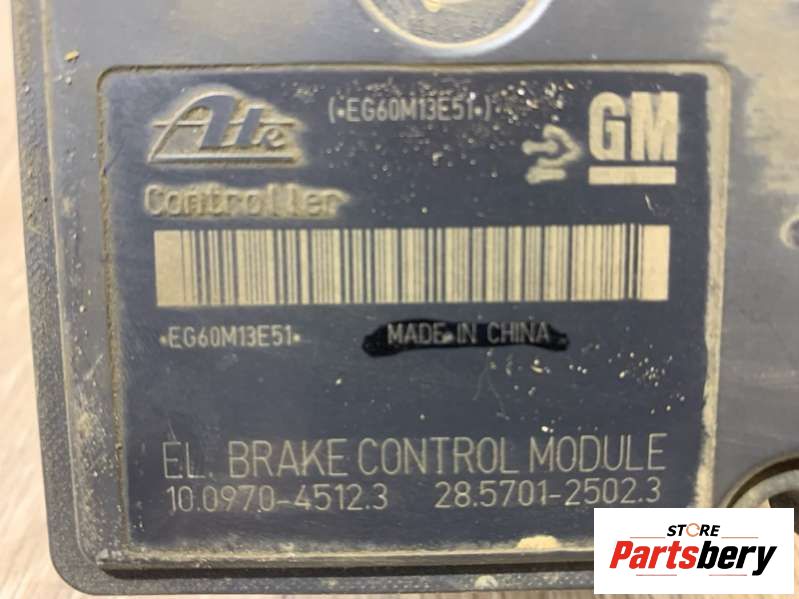 Ate
(•EG60M13E51•)
GM
Controller
•EG60M13E51•
MADE IN CHINA
EL. BRAKE CONTROL MODULE
10.0970-4512.3 28.5701-2502.3
STORE
Partsbery